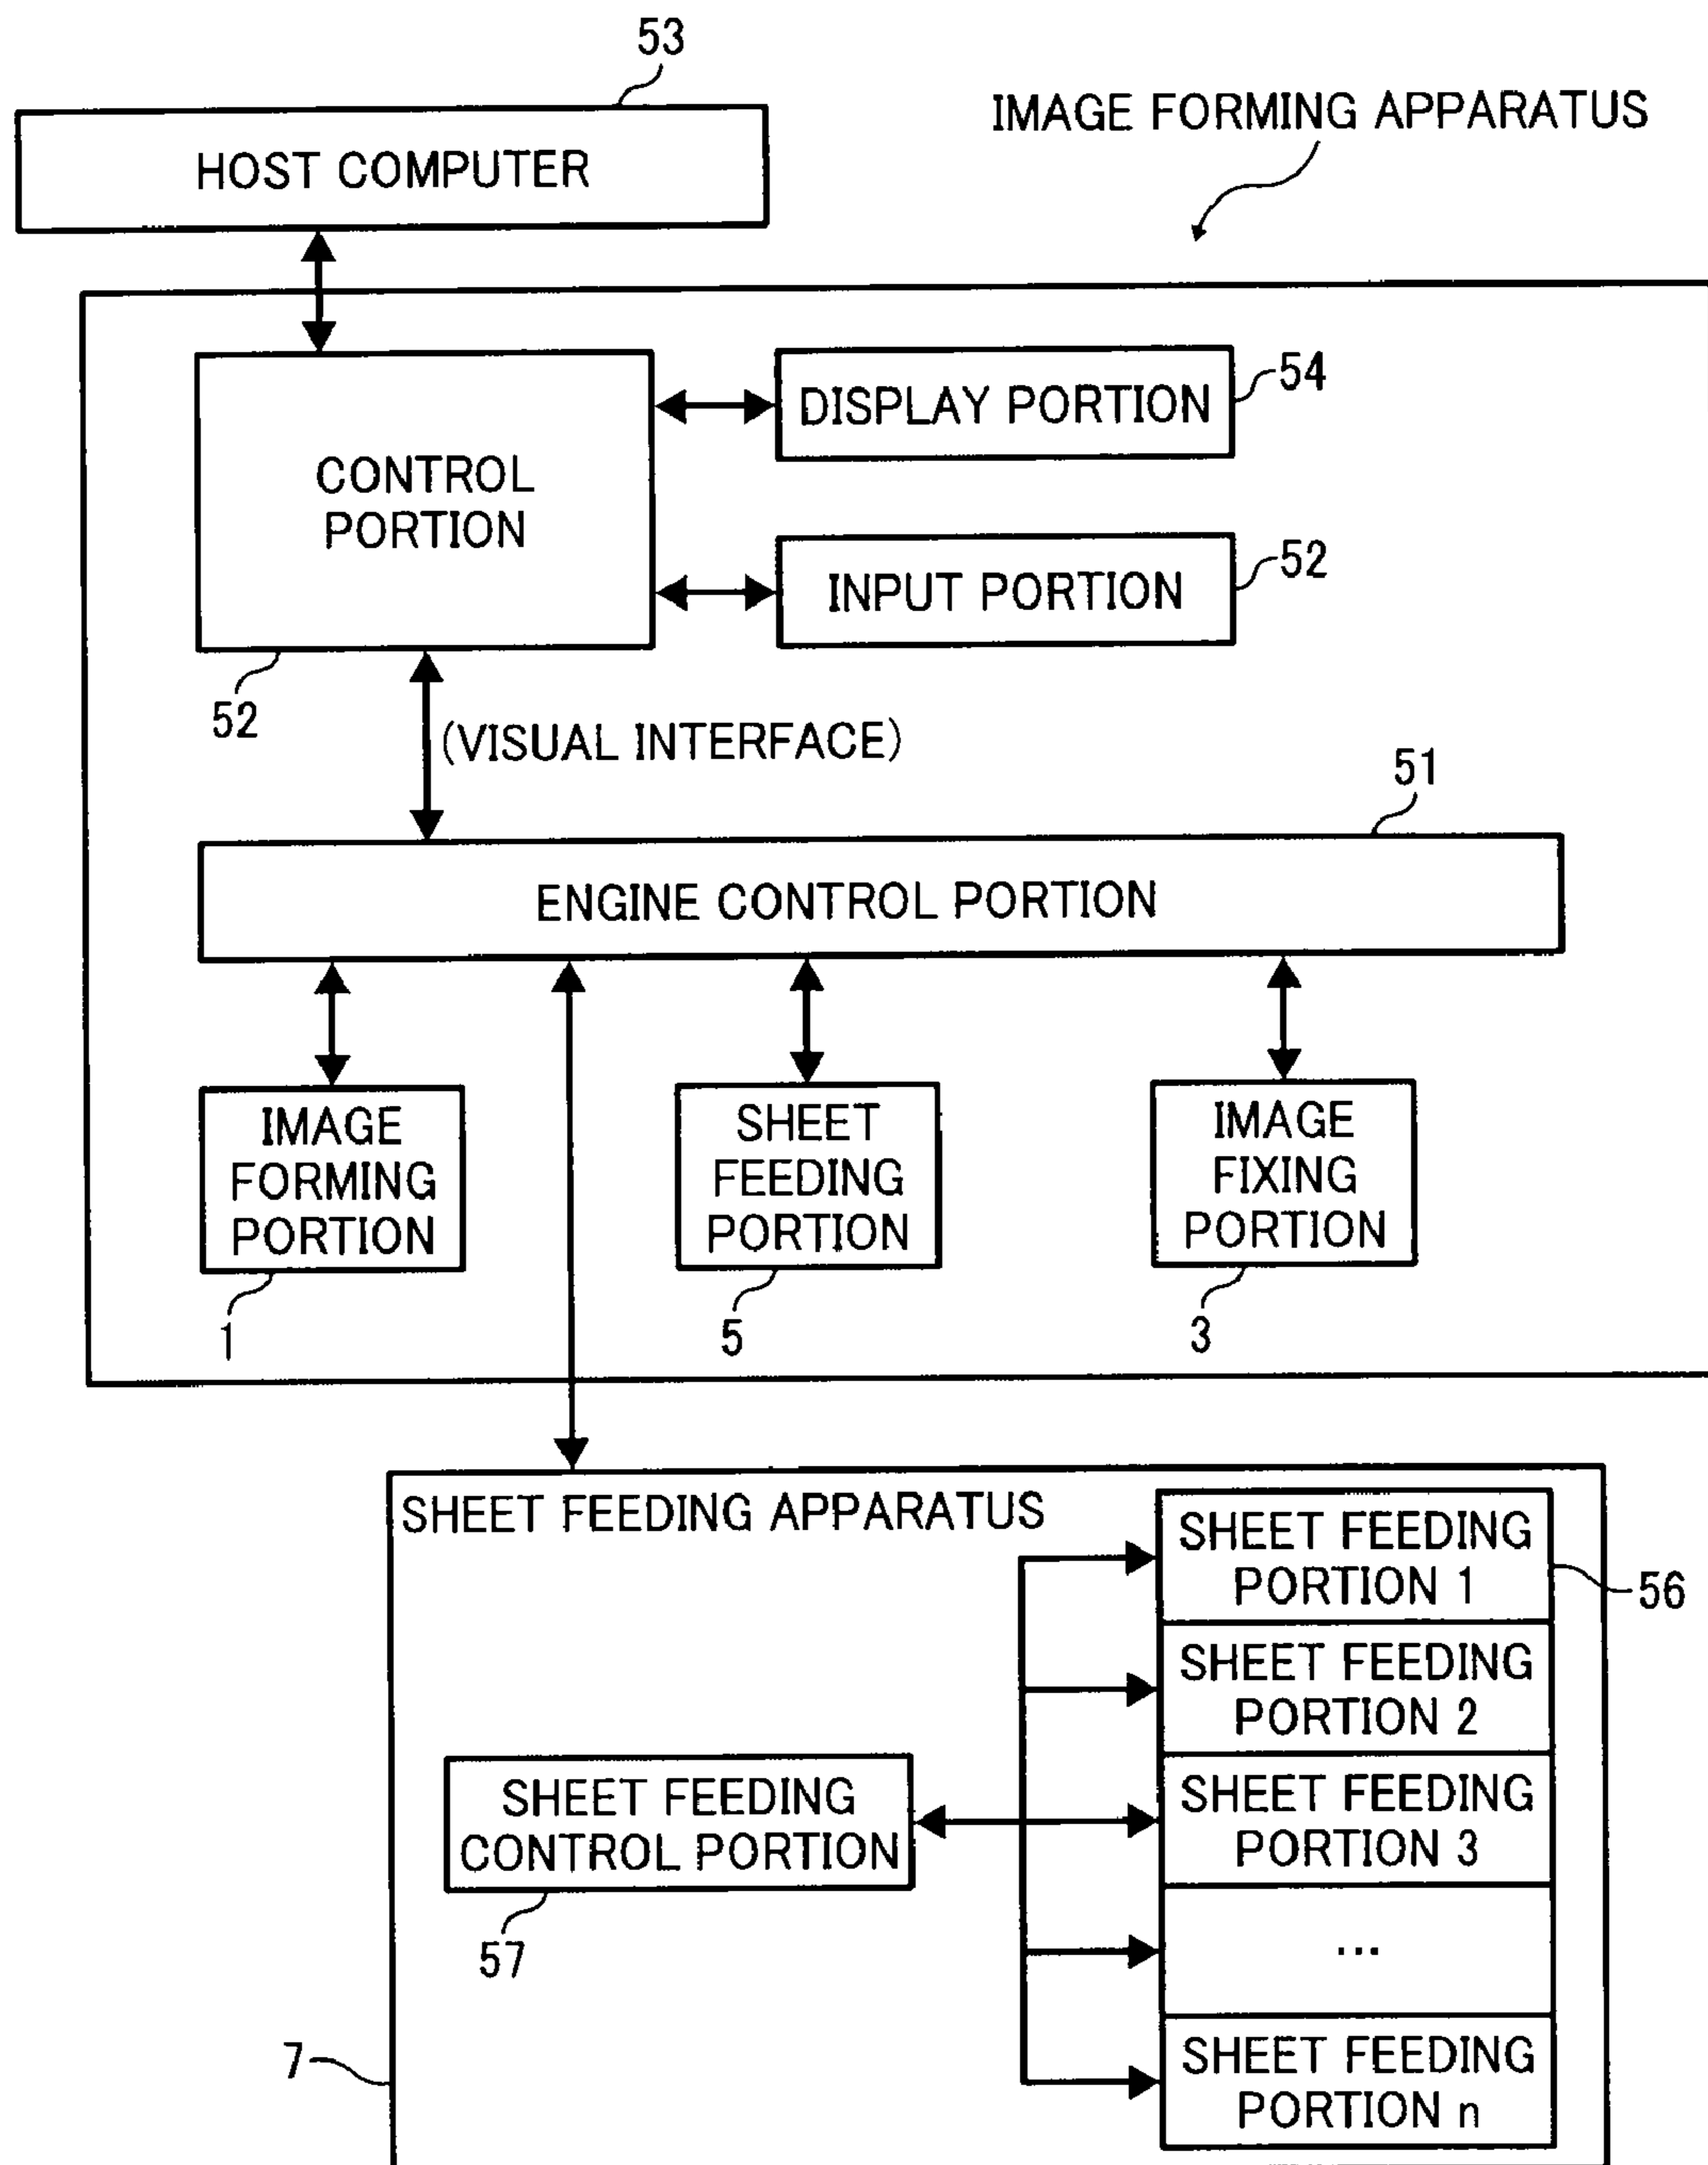 53
IMAGE FORMING APPARATUS
HOST COMPUTER
54
DISPLAY PORTION
CONTROL
PORTION
52
INPUT PORTION
52
(VISUAL INTERFACE)
51
ENGINE CONTROL PORTION
IMAGE
FORMING
PORTION
1
SHEET
FEEDING
PORTION
5
IMAGE
FIXING
PORTION
3
SHEET FEEDING APPARATUS
SHEET FEEDING
PORTION 1
56
SHEET FEEDING
PORTION 2
SHEET FEEDING
PORTION 3
SHEET FEEDING
CONTROL PORTION
57
...
7
SHEET FEEDING
PORTION n